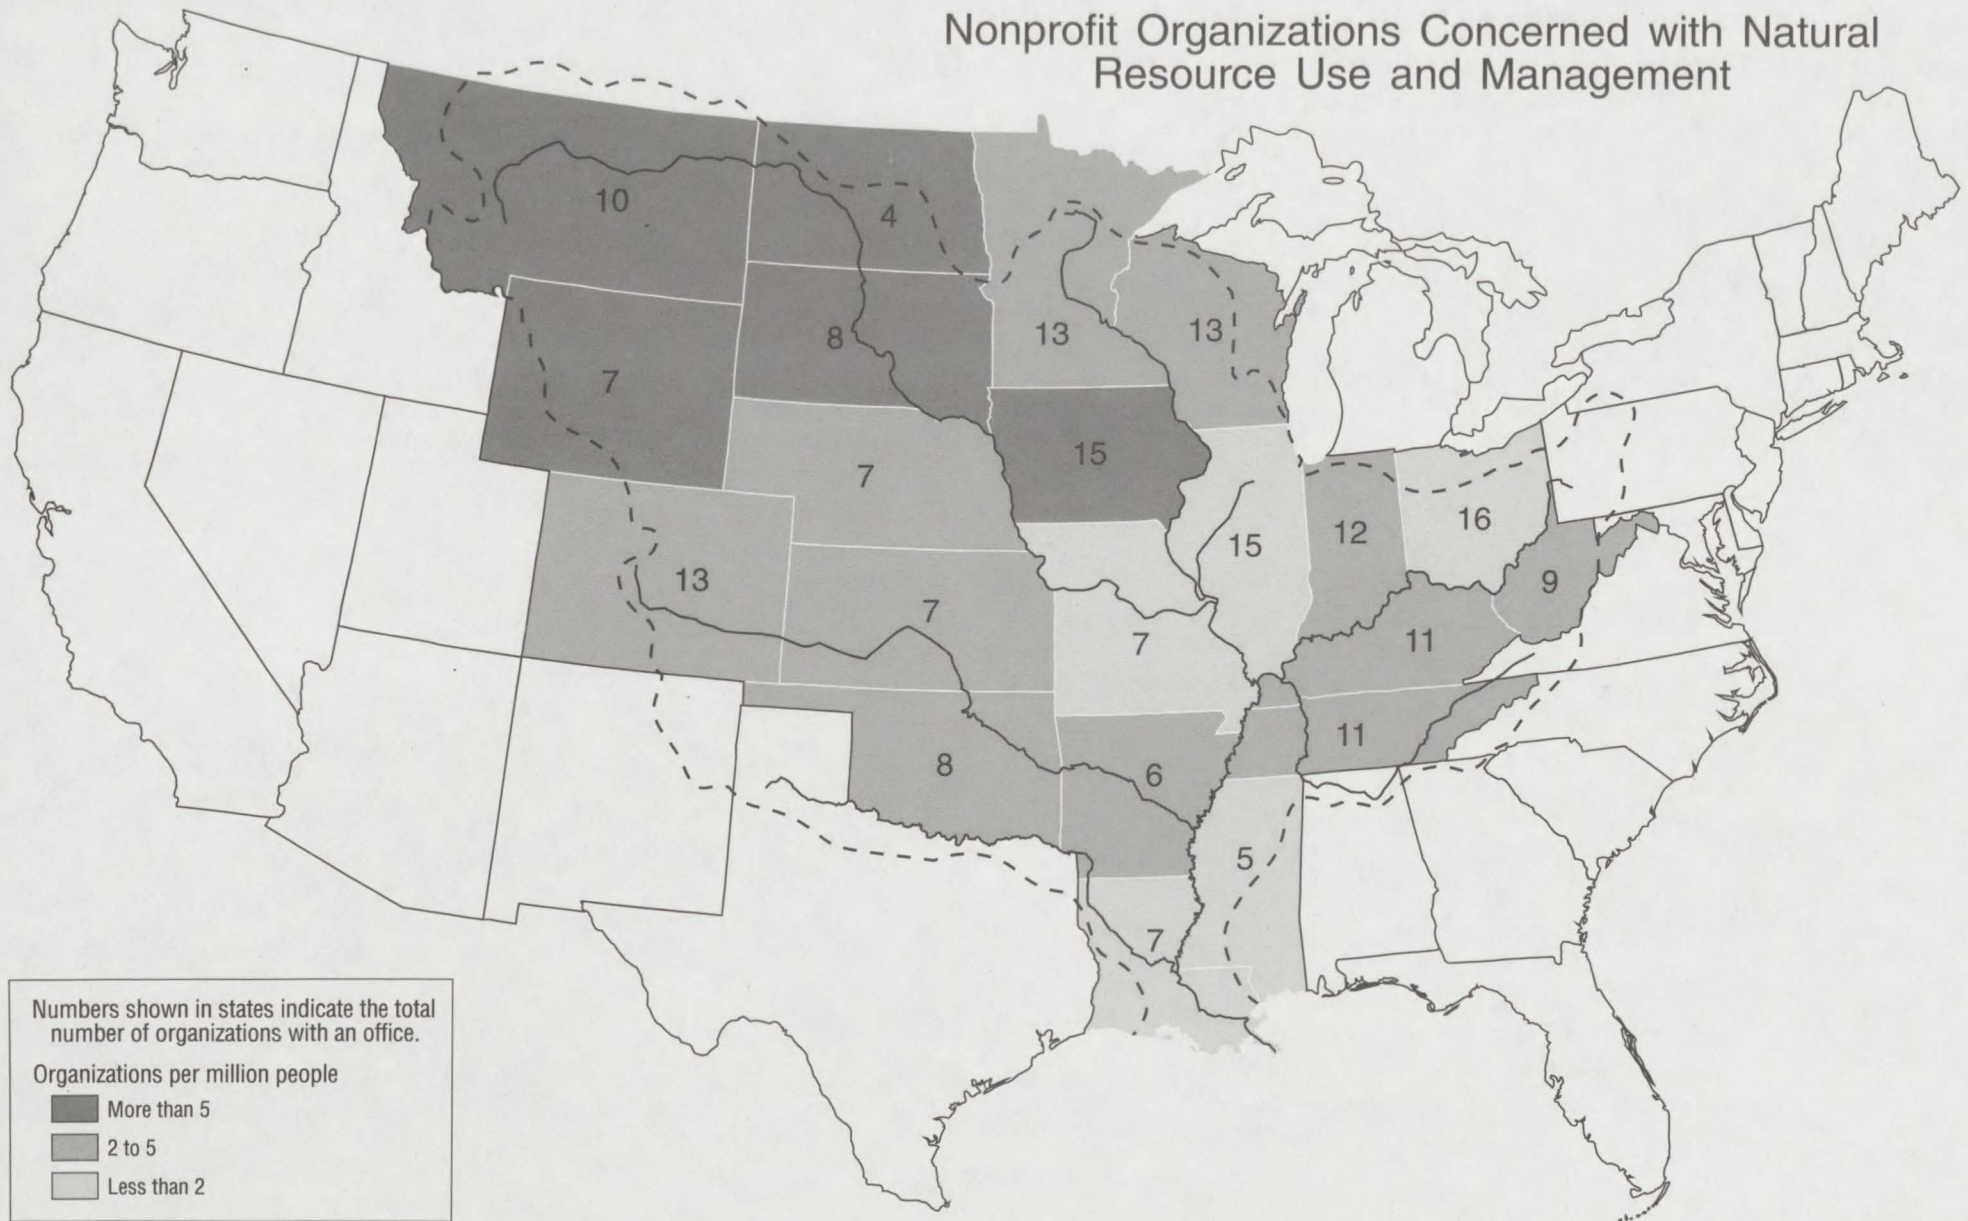 Nonprofit Organizations Concerned with Natural
Resource Use and Management
10
4
8
13
13
7
15
7
15
12
16
13
7
9
7
11
11
8
6
5
7
Numbers shown in states indicate the total
number of organizations with an office.
Organizations per million people
More than 5
2 to 5
Less than 2